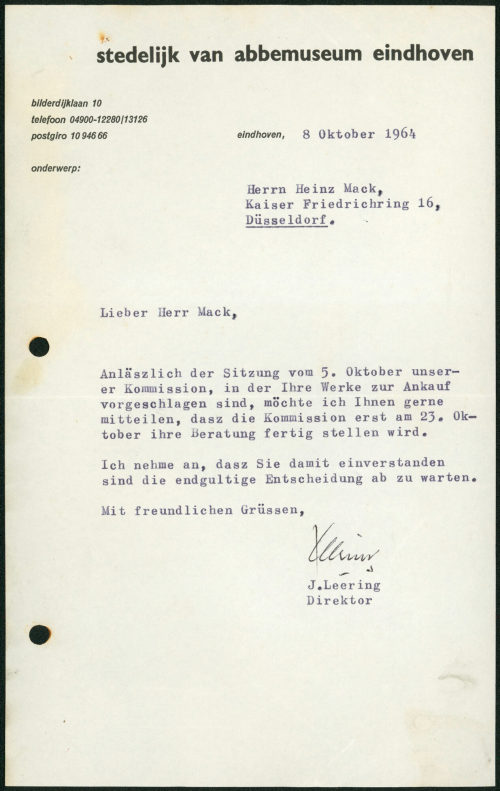 stedelijk van abbemuseum eindhoven
bilderdijklaan 10
telefoon 04900-12280/13126
postgiro 10 946 66
eindhoven, 8 Oktober 1964
onderwerp:
Herrn Heinz Mack,
Kaiser Friedrichring 16,
Düsseldorf.
Lieber Herr Mack,
Anläszlich der Sitzung vom 5. Oktober unser-
er Kommission, in der Ihre Werke zur Ankauf
vorgeschlagen sind, möchte ich Ihnen gerne
mitteilen, dasz die Kommission erst am 23. Ok-
tober ihre Beratung fertig stellen wird.
Ich nehme an, dasz Sie damit einverstanden
sind die endgultige Entscheidung ab zu warten.
Mit freundlichen Grüssen,
J.Leering
Direktor